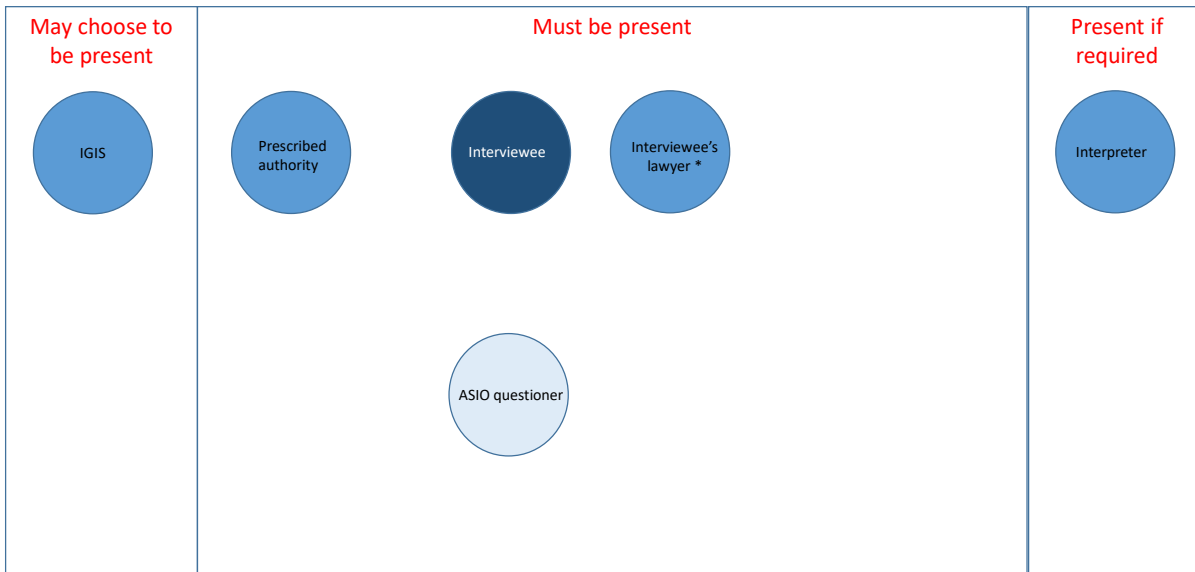 May choose to
be present
Must be present
Present if
required
IGIS
Prescribed
authority
Interviewee
Interviewee's
lawyer *
Interpreter
ASIO questioner